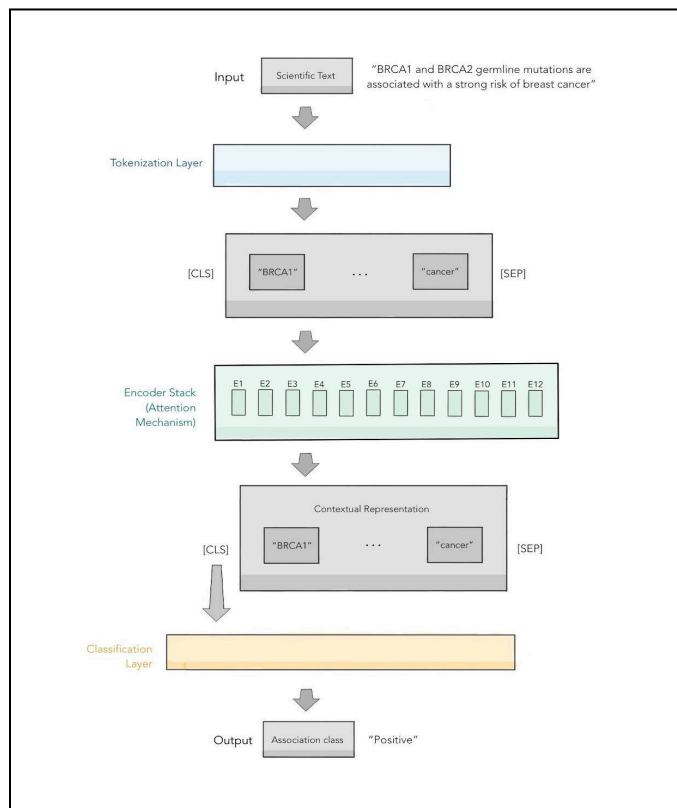 Input
Scientific Text
“BRCA1 and BRCA2 germline mutations are
associated with a strong risk of breast cancer”
Tokenization Layer
[CLS]
“BRCA1”
...
“cancer”
[SEP]
Encoder Stack
(Attention
Mechanism)
E1 E2 E3 E4 E5 E6 E7 E8 E9 E10 E11 E12
Contextual Representation
[CLS]
“BRCA1”
...
“cancer”
[SEP]
Classification
Layer
Output
Association class
“Positive”